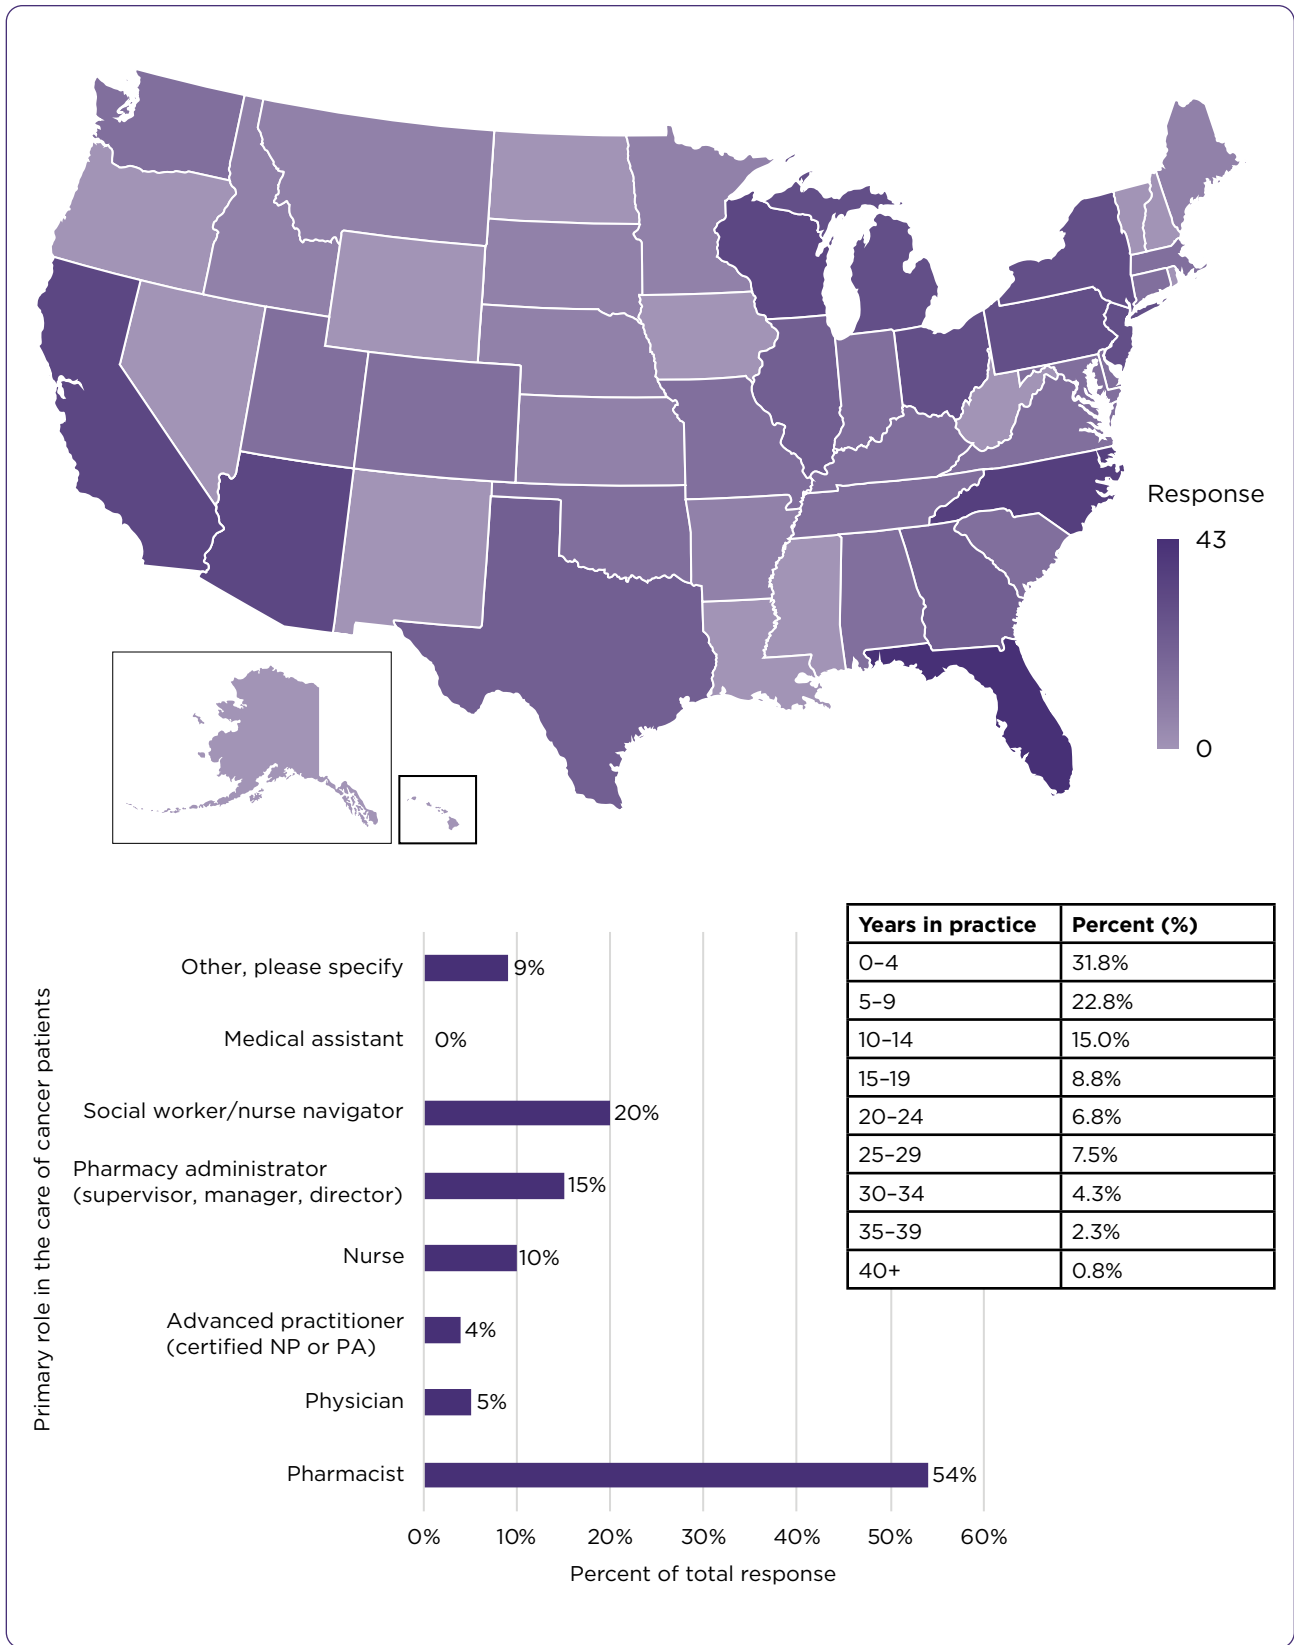 Response
43
0
Years in practice Percent (%)
0–4 31.8%
5–9 22.8%
10–14 15.0%
15–19 8.8%
20–24 6.8%
25–29 7.5%
30–34 4.3%
35–39 2.3%
40+ 0.8%
Primary role in the care of cancer patients
Other, please specify 9%
Medical assistant 0%
Social worker/nurse navigator 20%
Pharmacy administrator
(supervisor, manager, director) 15%
Nurse 10%
Advanced practitioner
(certified NP or PA) 4%
Physician 5%
Pharmacist 54%
0% 10% 20% 30% 40% 50% 60%
Percent of total response